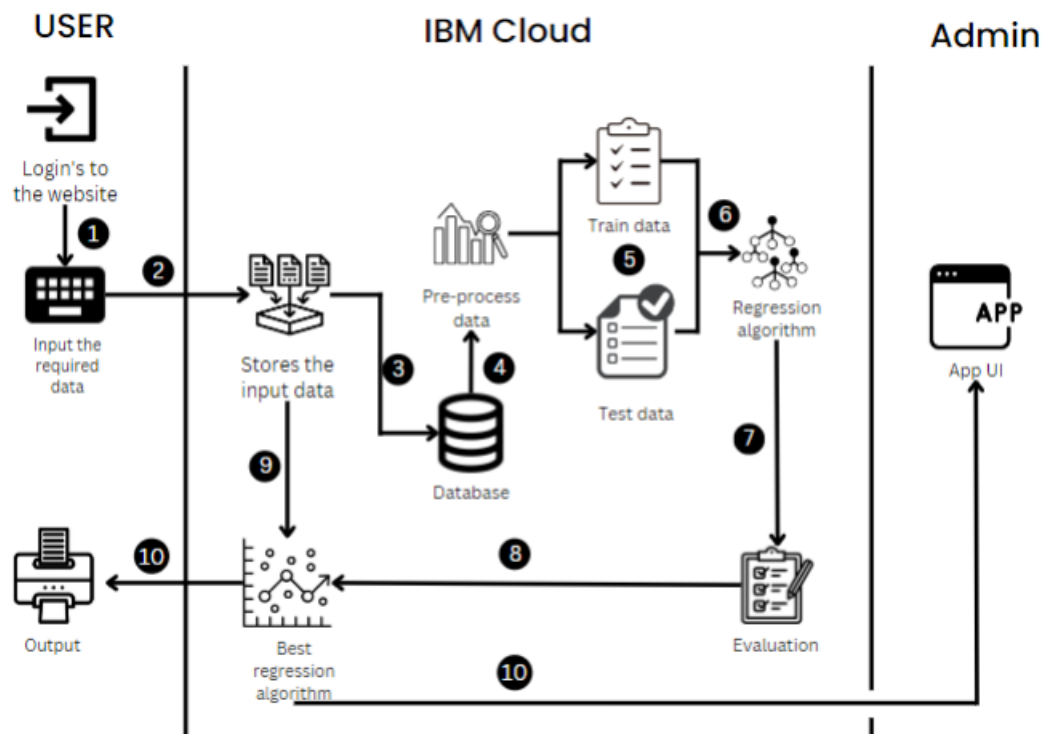 USER
IBM Cloud
Admin
Login's to
the website
1
2
Input the
required
data
Stores the
input data
3
4
Pre-process
data
Train data
5
Test data
6
Regression
algorithm
APP
App UI
Database
7
9
8
10
Output
Best
regression
algorithm
Evaluation
10